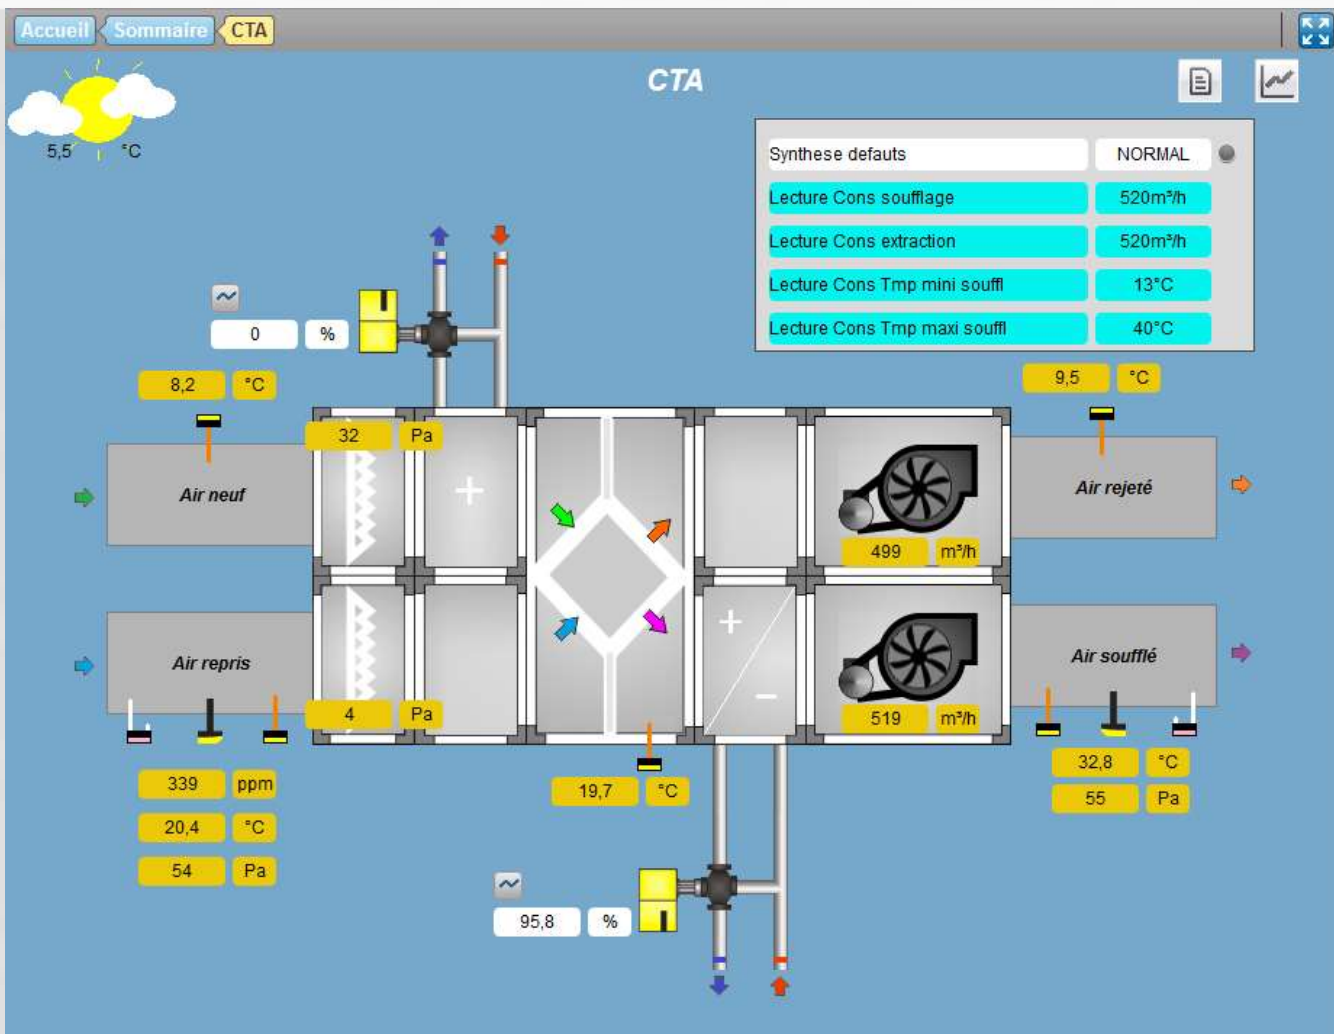 Accueil Sommaire CTA
CTA
5,5 °C
Synthese defauts NORMAL
Lecture Cons soufflage 520m³/h
Lecture Cons extraction 520m³/h
Lecture Cons Tmp mini souffl 13°C
Lecture Cons Tmp maxi souffl 40°C
0 %
8,2 °C
9,5 °C
32 Pa
+
Air neuf
Air rejeté
499 m³/h
+
Air repris
Air soufflé
-
4 Pa
519 m³/h
339 ppm
20,4 °C
54 Pa
19,7 °C
32,8 °C
55 Pa
95,8 %